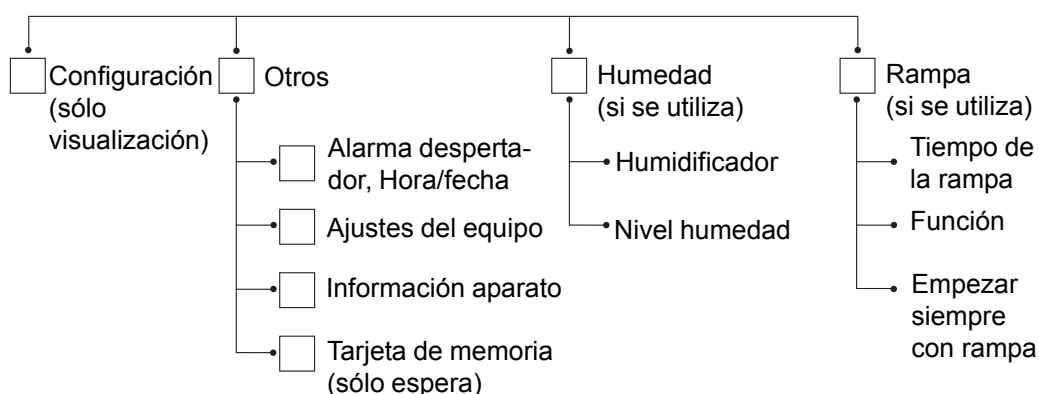 Configuración
(sólo
visualización)
Otros
Alarma desperta-
dor, Hora/fecha
Ajustes del equipo
Información aparato
Tarjeta de memoria
(sólo espera)
Humedad
(si se utiliza)
Humidificador
Nivel humedad
Rampa
(si se utiliza)
Tiempo de
la rampa
Función
Empezar
siempre
con rampa